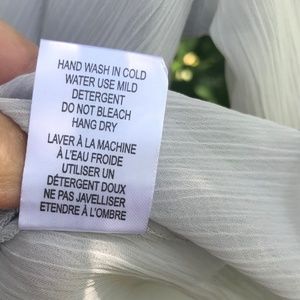 HAND WASH IN COLD
WATER USE MILD
DETERGENT
DO NOT BLEACH
HANG DRY
LAVER À LA MACHINE
À L'EAU FROIDE
UTILISER UN
DÉTERGENT DOUX
NE PAS JAVELLISER
ETENDRE À L'OMBRE